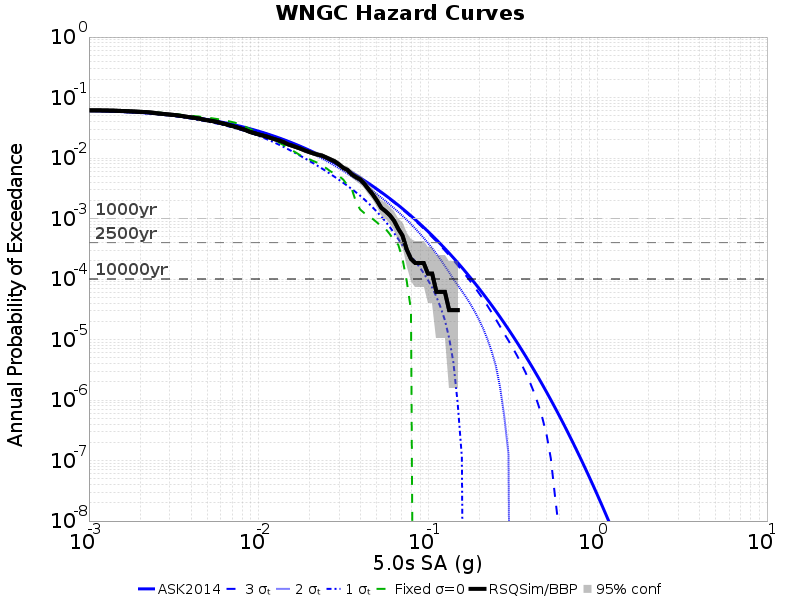 WNGC Hazard Curves
Annual Probability of Exceedance
10^0
10^-1
10^-2
10^-3
10^-4
10^-5
10^-6
10^-7
10^-8
1000yr
2500yr
10000yr
10^-3 10^-2 10^-1 10^0 10^1
5.0s SA (g)
ASK2014 3 σₜ 2 σₜ 1 σₜ Fixed σ=0 RSQSim/BBP 95% conf